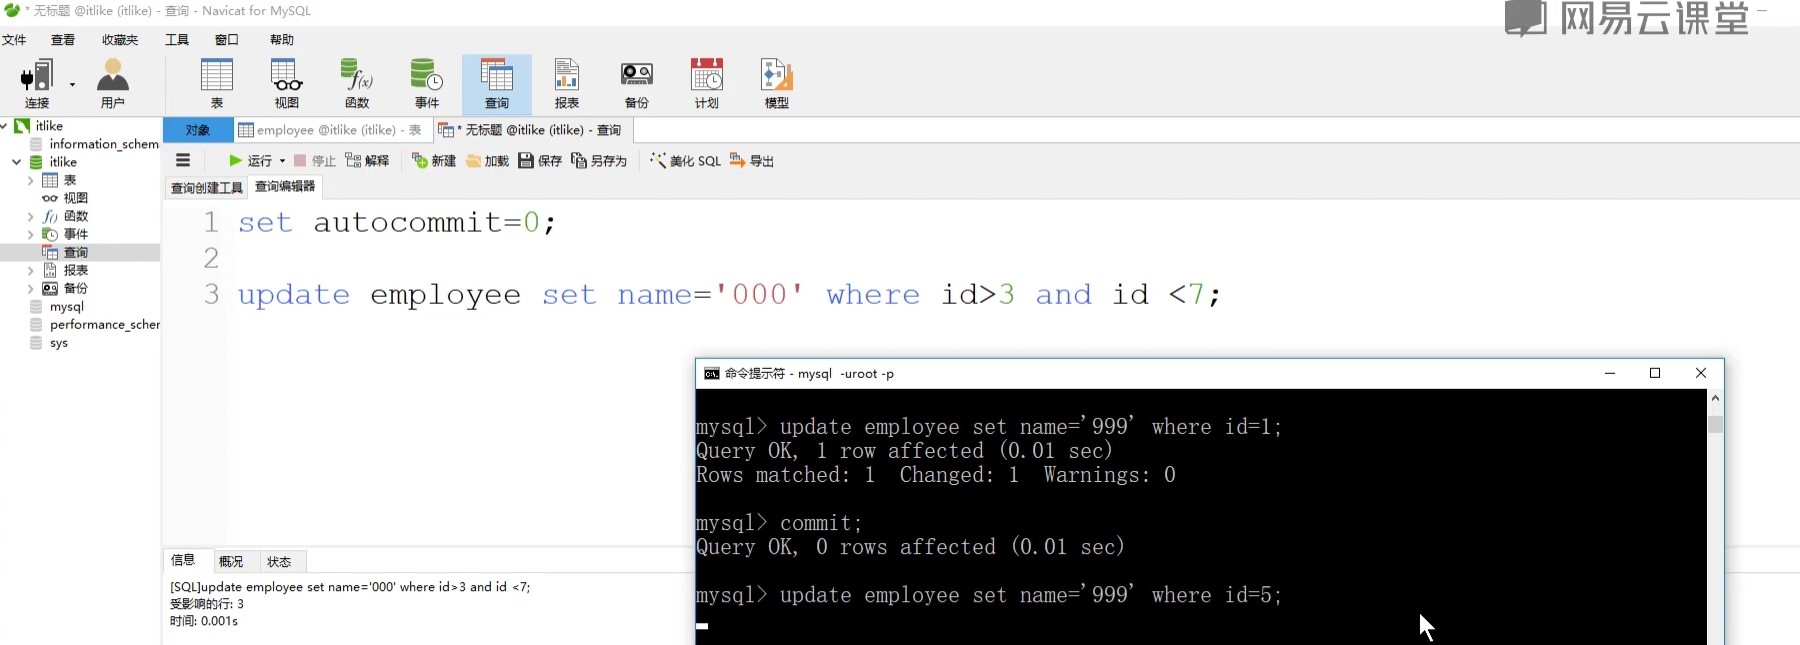 * 无标题 @itlike (itlike) - 查询 - Navicat for MySQL
网易云课堂
文件 查看 收藏夹 工具 窗口 帮助
连接 用户 表 视图 函数 事件 查询 报表 备份 计划 模型
itlike
information_schem
itlike
表
视图
函数
事件
查询
报表
备份
mysql
performance_scher
sys
对象 employee @itlike (itlike) - 表 * 无标题 @itlike (itlike) - 查询
运行 停止 解释 新建 加载 保存 另存为 美化 SQL 导出
查询创建工具 查询编辑器
1 set autocommit=0;
2
3 update employee set name='000' where id>3 and id <7;
信息 概况 状态
[SQL]update employee set name='000' where id>3 and id <7;
受影响的行: 3
时间: 0.001s
命令提示符 - mysql -uroot -p
mysql> update employee set name='999' where id=1;
Query OK, 1 row affected (0.01 sec)
Rows matched: 1 Changed: 1 Warnings: 0
mysql> commit;
Query OK, 0 rows affected (0.01 sec)
mysql> update employee set name='999' where id=5;